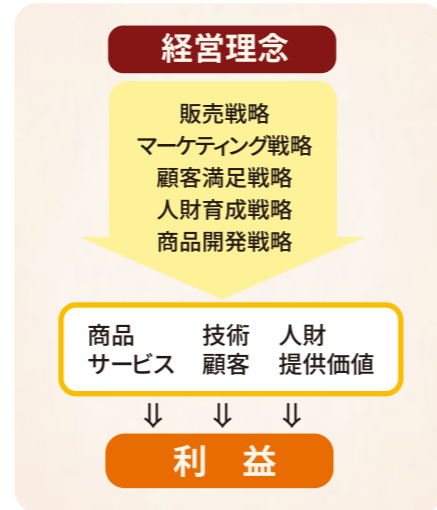 経営理念
販売戦略
マーケティング戦略
顧客満足戦略
人財育成戦略
商品開発戦略
商品 技術 人財
サービス 顧客 提供価値
⇓ ⇓ ⇓
利 益